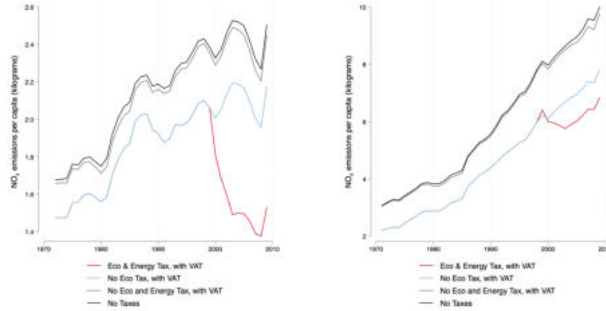 2.6
2.4
2.2
2.0
1.8
1.6
1.4
NOx emissions per capita (kilograms)
1970 1980 1990 2000 2010
Eco & Energy Tax, with VAT
No Eco Tax, with VAT
No Eco and Energy Tax, with VAT
No Taxes
10
8
6
4
2
NOx emissions per capita (kilograms)
1970 1980 1990 2000
Eco & Energy Tax, with VAT
No Eco Tax, with VAT
No Eco and Energy Tax, with VAT
No Taxes